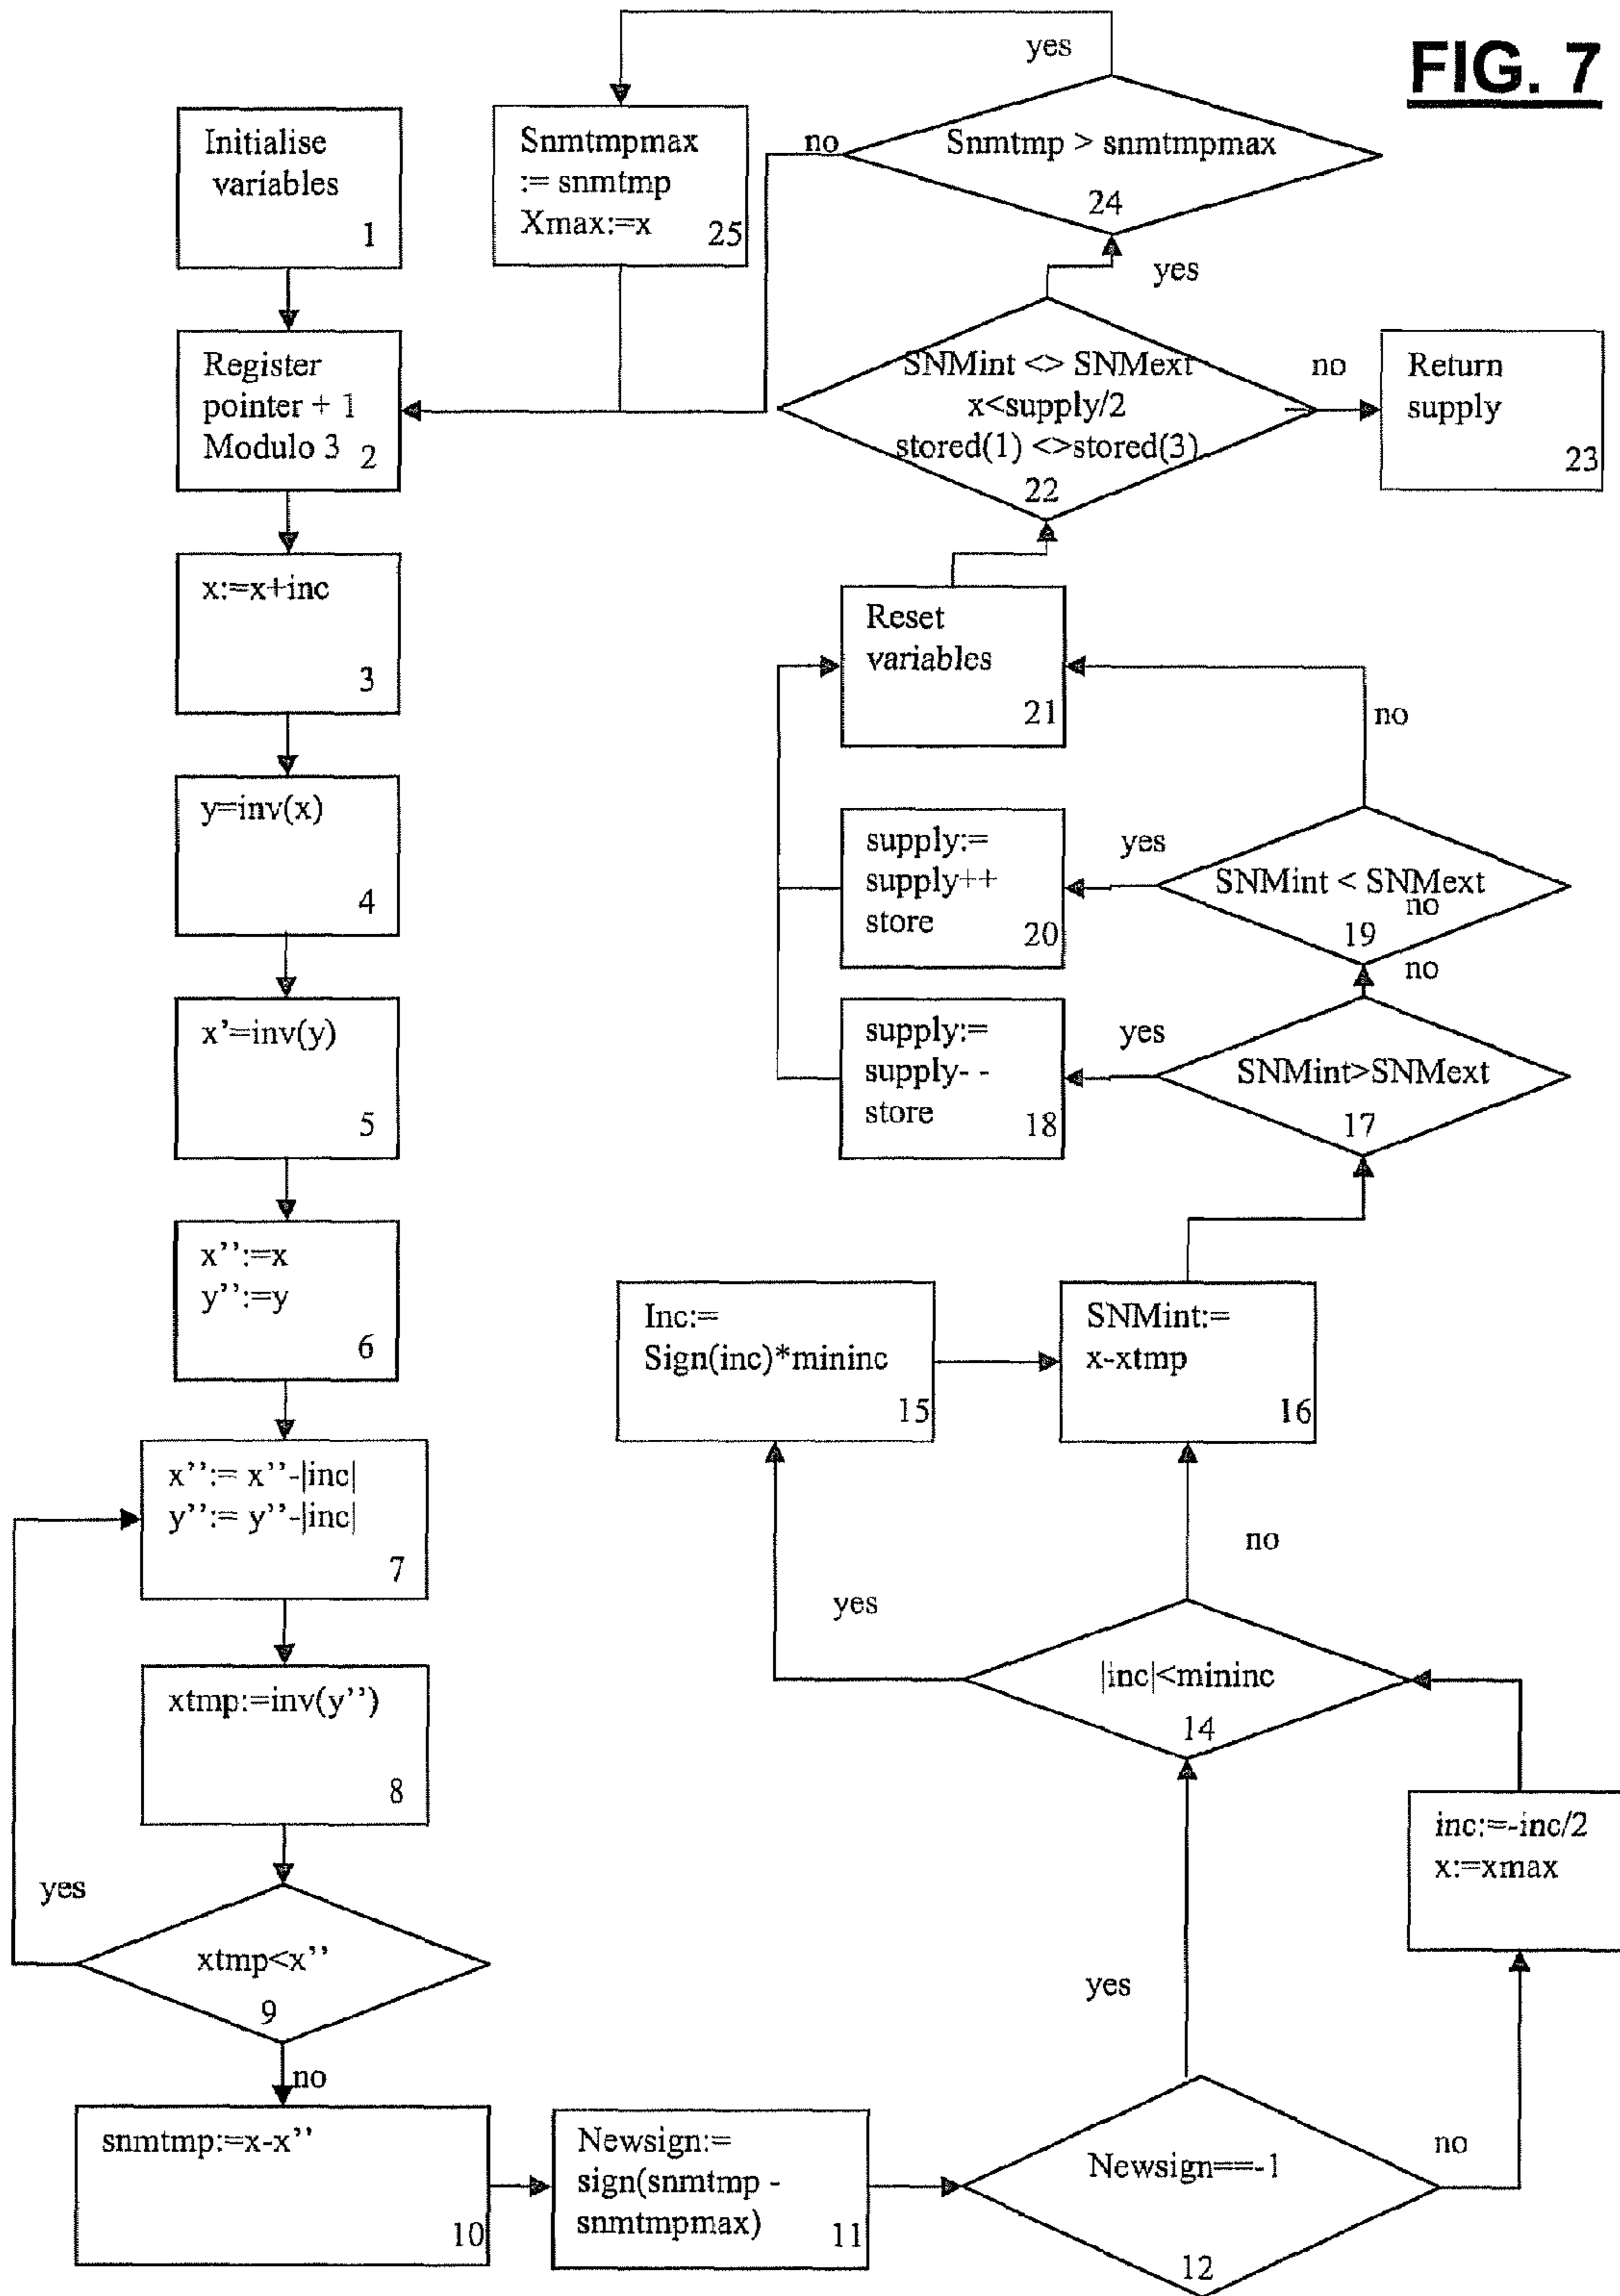 FIG. 7
Initialise
variables
1
Register
pointer + 1
Modulo 3
2
x:=x+inc
3
y=inv(x)
4
x'=inv(y)
5
x'':=x
y'':=y
6
x'':= x''-|inc|
y'':= y''-|inc|
7
xtmp:=inv(y'')
8
yes
xtmp<x''
9
no
snmtmp:=x-x''
10
Newsign:=
sign(snmtmp -
snmtmpmax)
11
Newsign==-1
12
yes
no
inc:=-inc/2
x:=xmax
|inc|<mininc
14
yes
no
Inc:=
Sign(inc)*mininc
15
SNMint:=
x-xtmp
16
SNMint>SNMext
17
yes
no
supply:=
supply- -
store
18
SNMint < SNMext
no
19
yes
no
supply:=
supply++
store
20
Reset
variables
21
SNMint <> SNMext
x<supply/2
stored(1) <>stored(3)
22
no
yes
Return
supply
23
Snmtmp > snmtmpmax
24
yes
no
Snmtmpmax
:= snmtmp
Xmax:=x
25